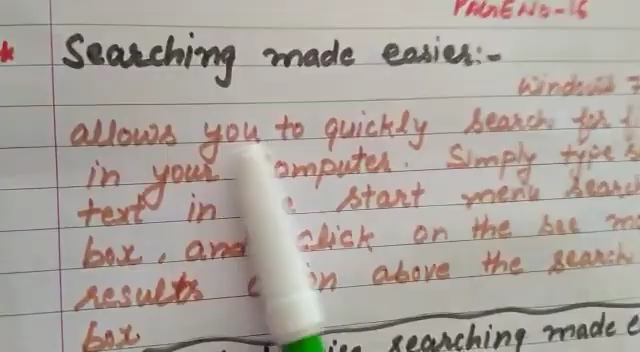 PAGE NO-16
* Searching made easier:-
Windows 7
allows you to quickly search for
in your computer. Simply type
text in start menu search
box, and click on the see
results above the search
box
searching made